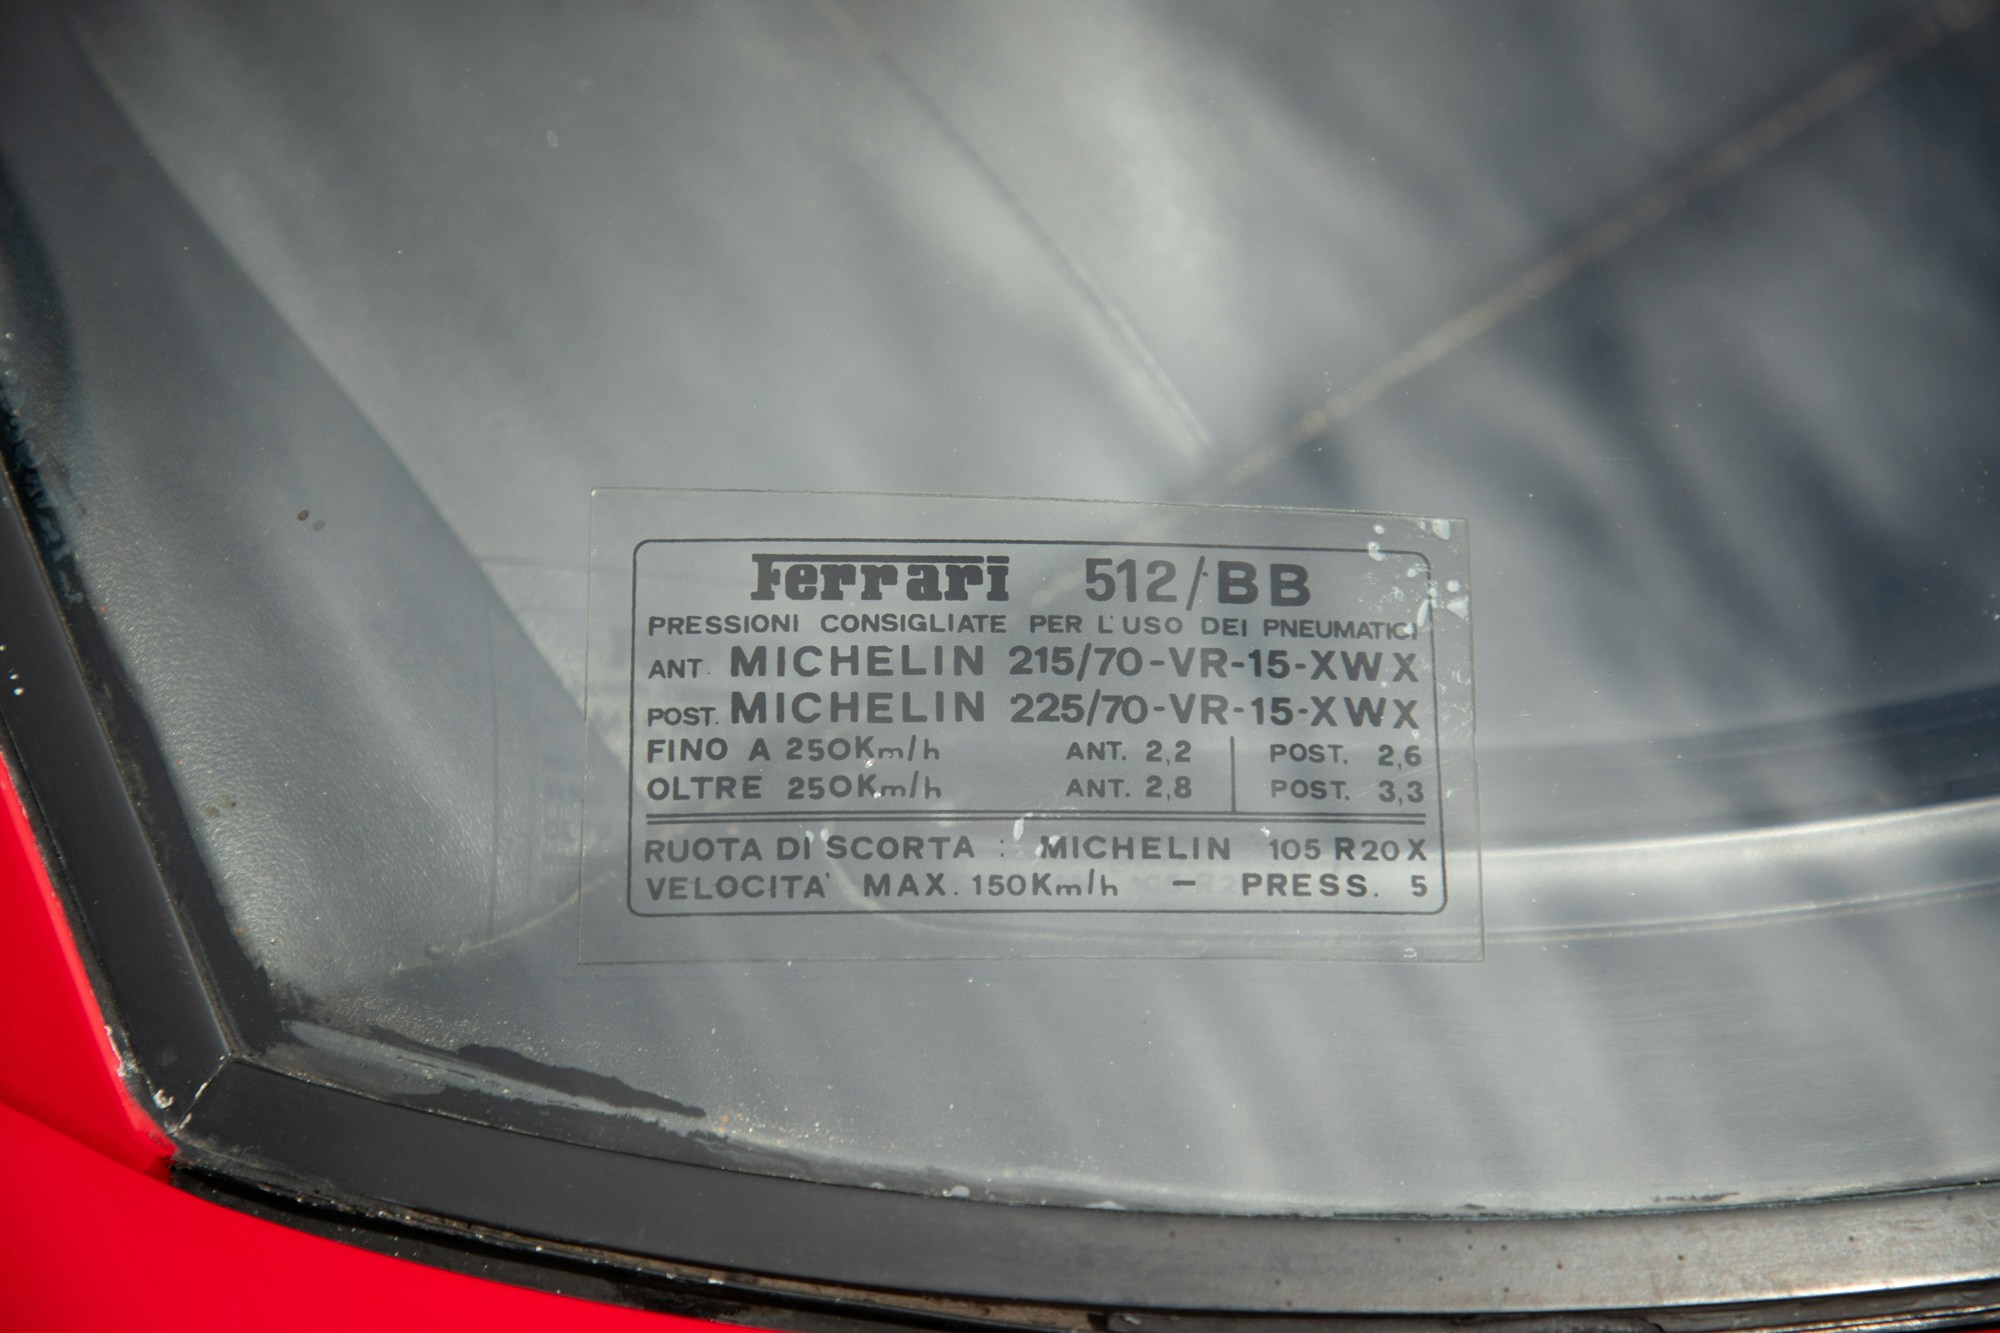 Ferrari 512/BB
PRESSIONI CONSIGLIATE PER L'USO DEI PNEUMATICI
ANT. MICHELIN 215/70-VR-15-XWX
POST. MICHELIN 225/70-VR-15-XWX
FINO A 250Km/h ANT. 2,2 POST. 2,6
OLTRE 250Km/h ANT. 2,8 POST. 3,3
RUOTA DI SCORTA : MICHELIN 105 R20X
VELOCITA' MAX. 150Km/h — PRESS. 5